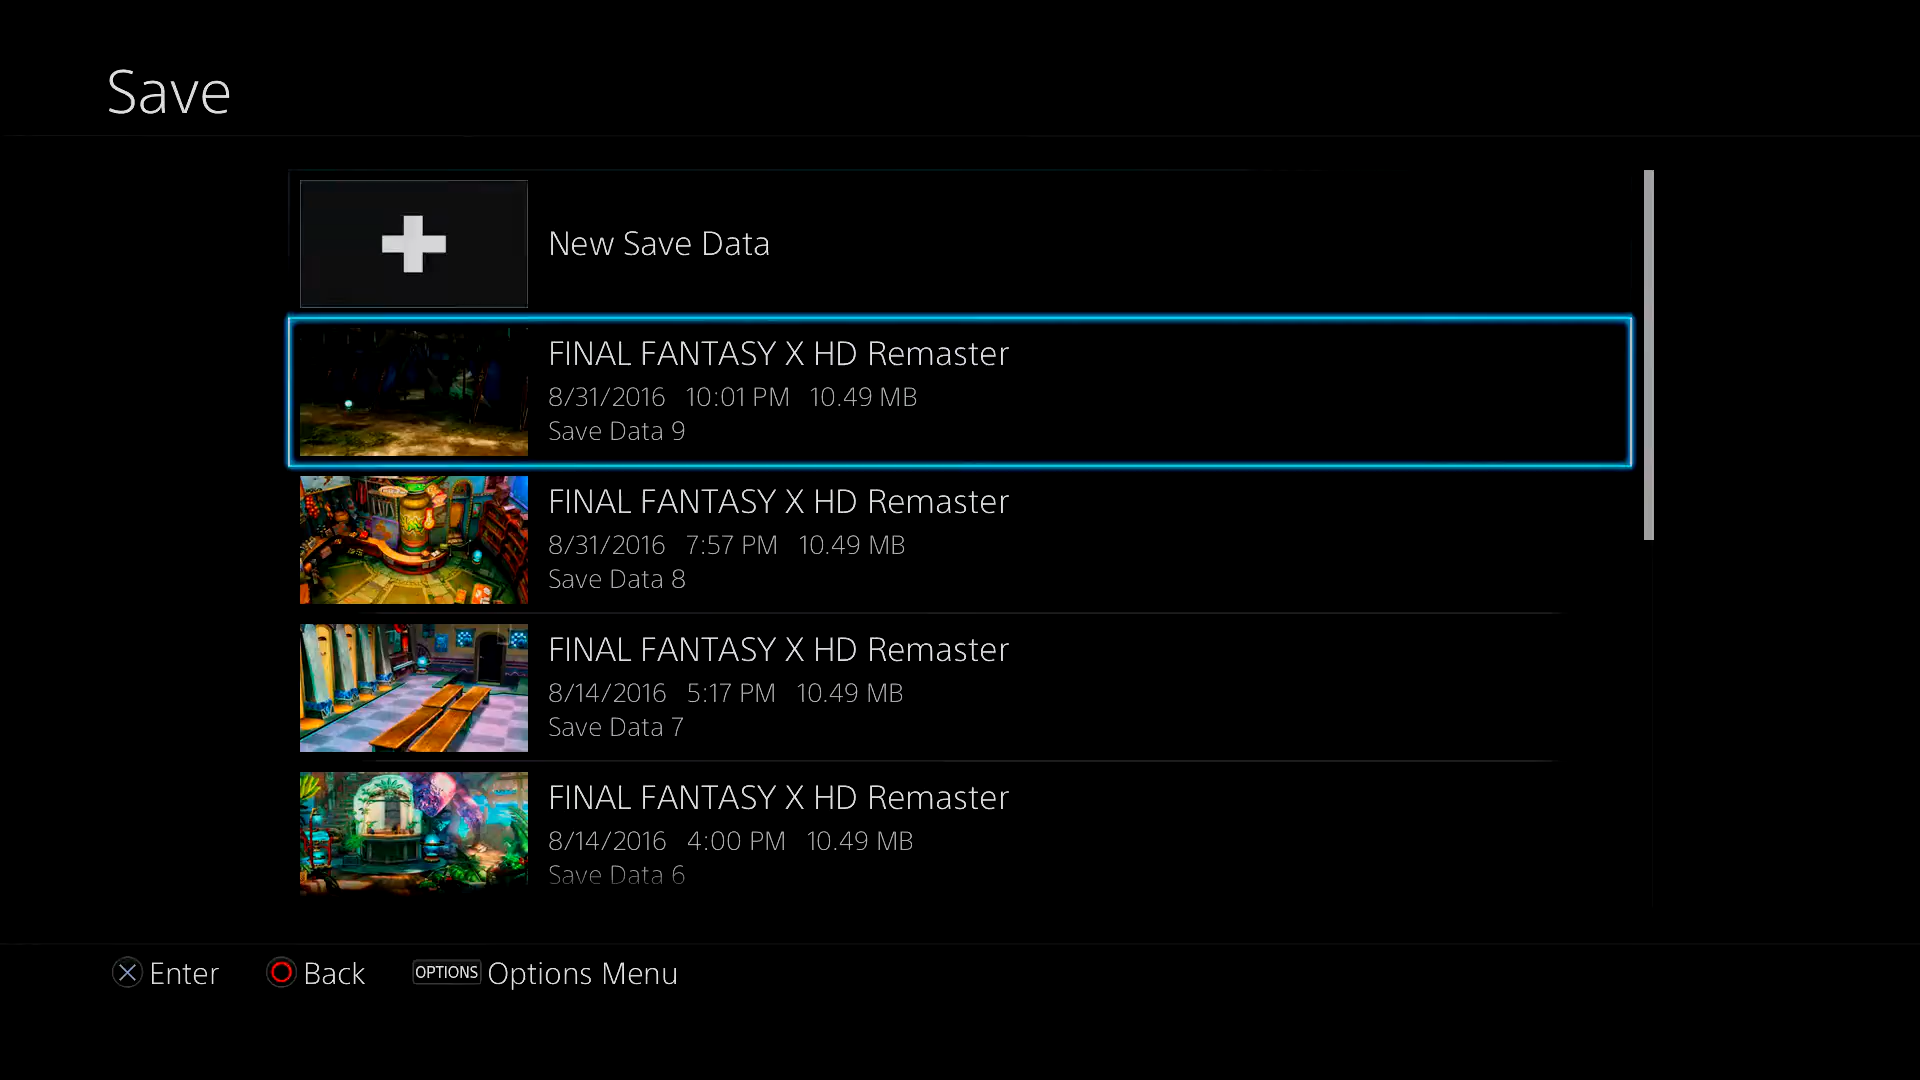 Save
New Save Data
FINAL FANTASY X HD Remaster
8/31/2016 10:01 PM 10.49 MB
Save Data 9
FINAL FANTASY X HD Remaster
8/31/2016 7:57 PM 10.49 MB
Save Data 8
FINAL FANTASY X HD Remaster
8/14/2016 5:17 PM 10.49 MB
Save Data 7
FINAL FANTASY X HD Remaster
8/14/2016 4:00 PM 10.49 MB
Save Data 6
Enter Back OPTIONS Options Menu